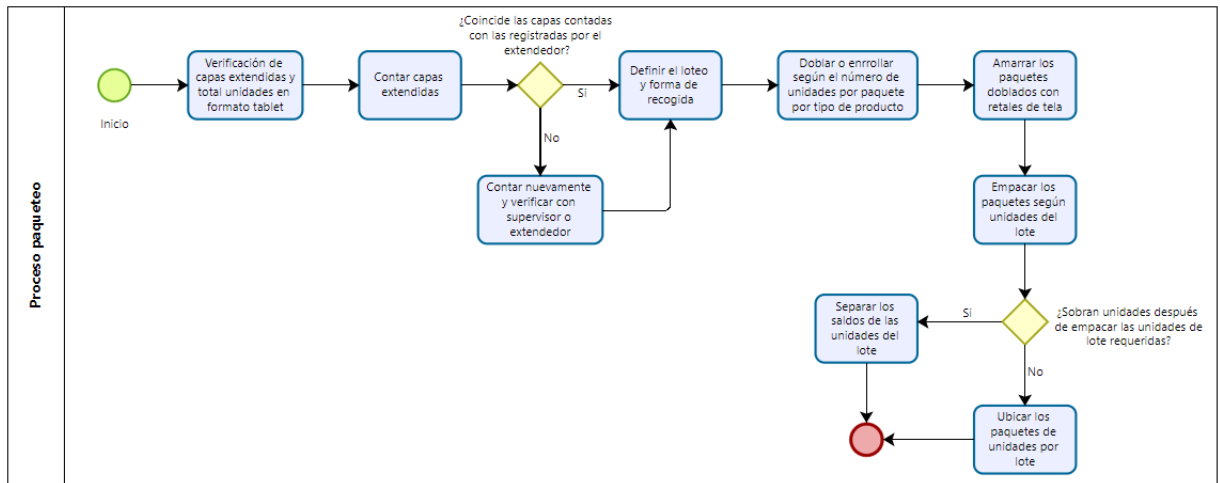 Proceso paqueteo
Inicio
Verificación de
capas extendidas y
total unidades en
formato tablet
Contar capas
extendidas
¿Coincide las capas contadas
con las registradas por el
extendedor?
Si
No
Contar nuevamente
y verificar con
supervisor o
extendedor
Definir el loteo
y forma de
recogida
Doblar o enrrollar
según el número de
unidades por paquete
por tipo de producto
Amarrar los
paquetes
doblados con
retales de tela
Empacar los
paquetes según
unidades del
lote
¿Sobran unidades después
de empacar las unidades de
lote requeridas?
Si
Separar los
saldos de las
unidades del
lote
No
Ubicar los
paquetes de
unidades por
lote